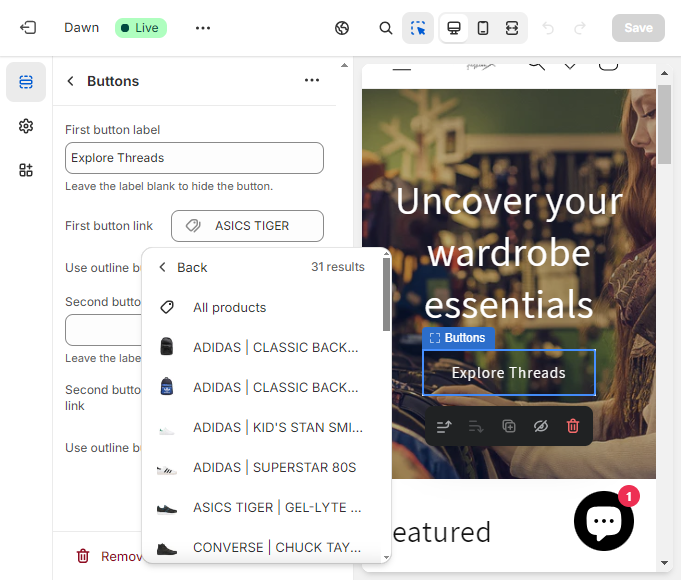 Dawn
Live
Save
Buttons
First button label
Explore Threads
Leave the label blank to hide the button.
First button link
ASICS TIGER
Use outline bu
Second butto
Leave the labe
Second butto
link
Use outline bu
Remov
Back
31 results
All products
ADIDAS | CLASSIC BACK...
ADIDAS | CLASSIC BACK...
ADIDAS | KID'S STAN SMI...
ADIDAS | SUPERSTAR 80S
ASICS TIGER | GEL-LYTE ...
CONVERSE | CHUCK TAY...
Uncover your
wardrobe
essentials
Buttons
Explore Threads
eatured
1